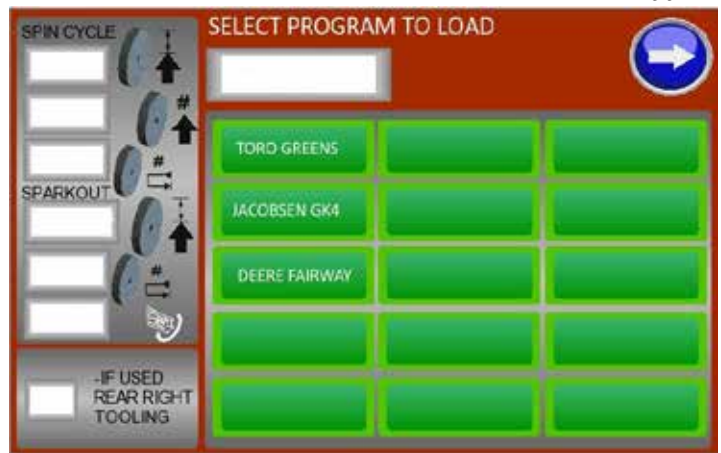 SPIN CYCLE
SELECT PROGRAM TO LOAD
#
#
SPARKOUT
#
TORO GREENS
JACOBSEN GK4
DEERE FAIRWAY
-IF USED
REAR RIGHT
TOOLING